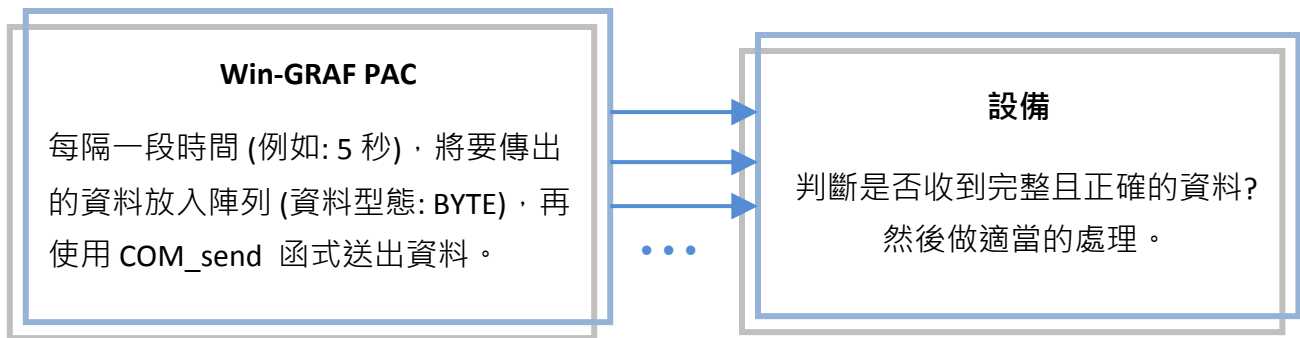 Win-GRAF PAC
每隔一段時間 (例如: 5 秒)，將要傳出
的資料放入陣列 (資料型態: BYTE)，再
使用 COM_send 函式送出資料。
設備
判斷是否收到完整且正確的資料?
然後做適當的處理。